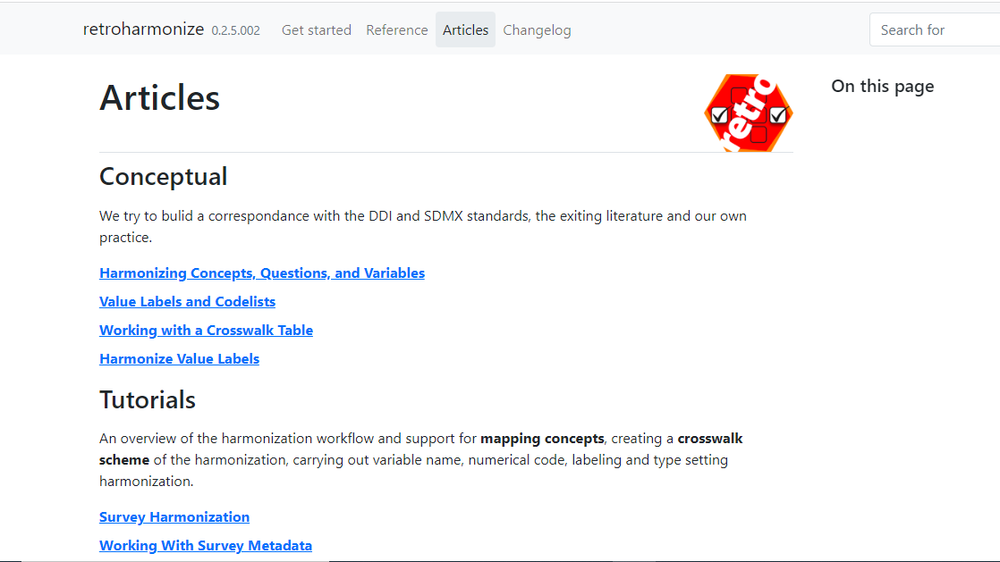 retroharmonize 0.2.5.002 Get started Reference Articles Changelog Search for
Articles
retro
On this page
Conceptual
We try to bulid a correspondance with the DDI and SDMX standards, the exiting literature and our own
practice.
Harmonizing Concepts, Questions, and Variables
Value Labels and Codelists
Working with a Crosswalk Table
Harmonize Value Labels
Tutorials
An overview of the harmonization workflow and support for mapping concepts, creating a crosswalk
scheme of the harmonization, carrying out variable name, numerical code, labeling and type setting
harmonization.
Survey Harmonization
Working With Survey Metadata